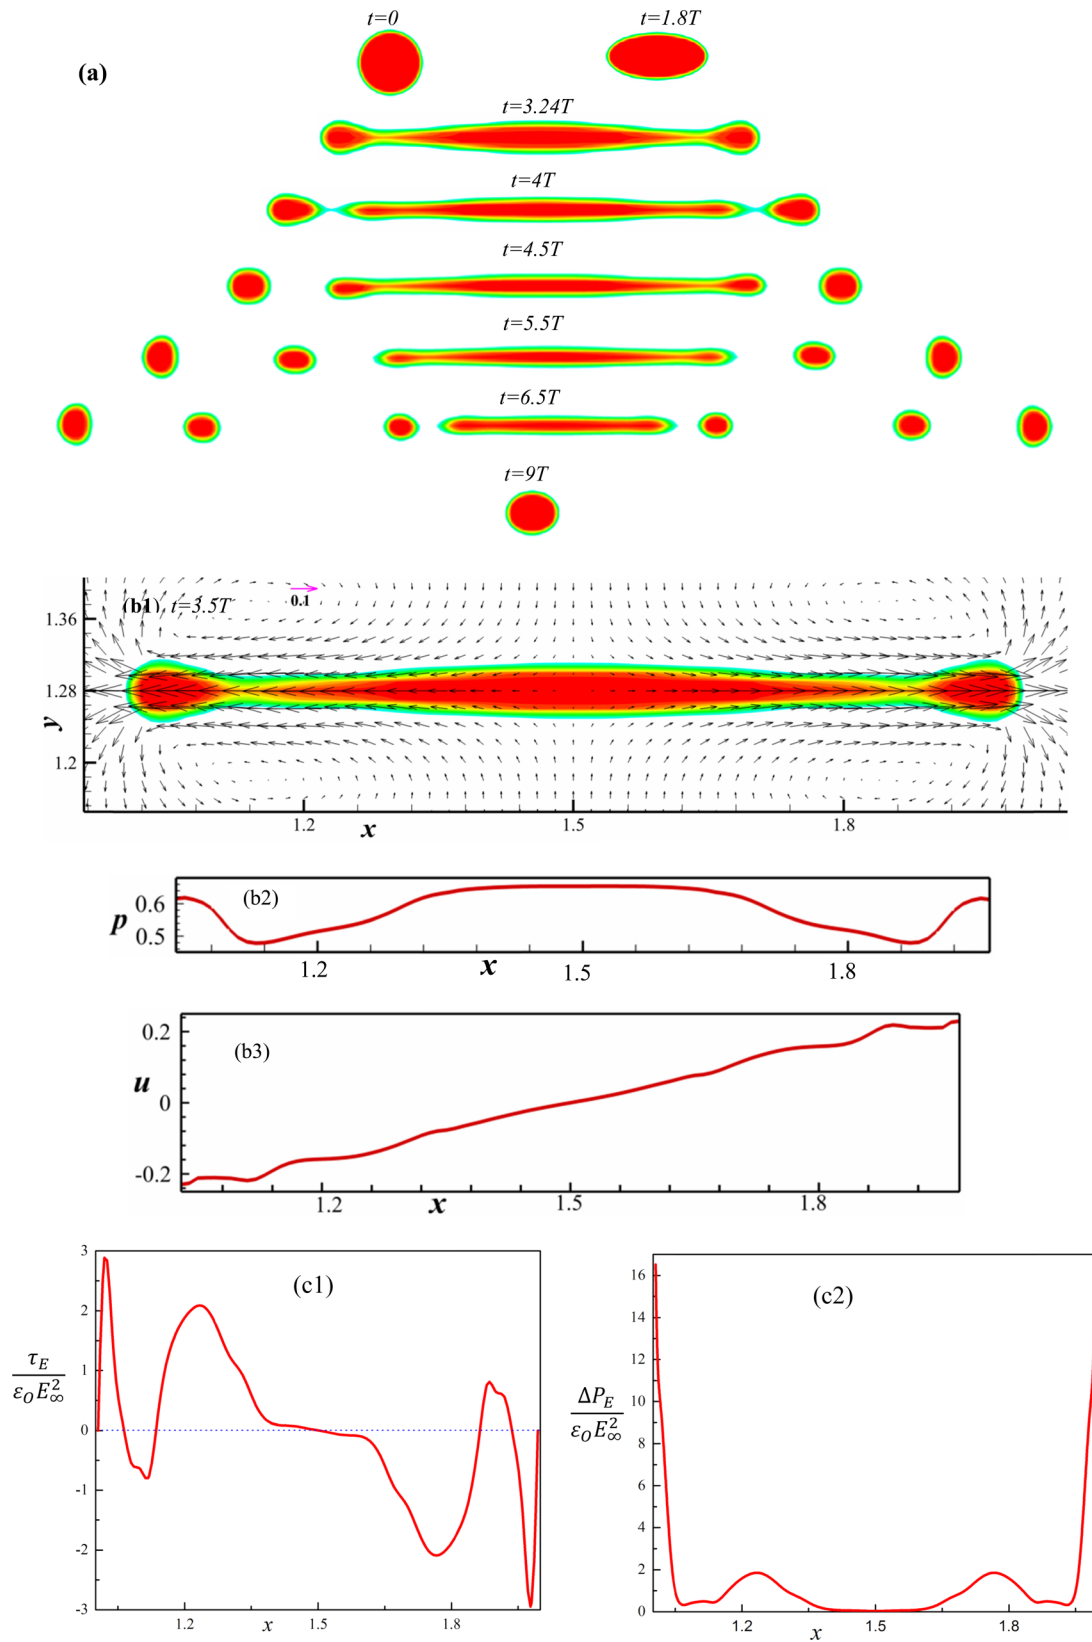 t=0
t=1.8T
(a)
t=3.24T
t=4T
t=4.5T
t=5.5T
t=6.5T
t=9T
(b1) t=3.5T
0.1
1.36
1.28
1.2
y
1.2
1.5
1.8
x
(b2)
p
0.6
0.5
1.2
x
1.5
1.8
(b3)
u
0.2
0
-0.2
1.2
x
1.5
1.8
(c1)
τ_E
ε_O E_∞^2
3
2
1
0
-1
-2
-3
1.2
x
1.5
1.8
(c2)
ΔP_E
ε_O E_∞^2
16
14
12
10
8
6
4
2
0
1.2
1.5
x
1.8